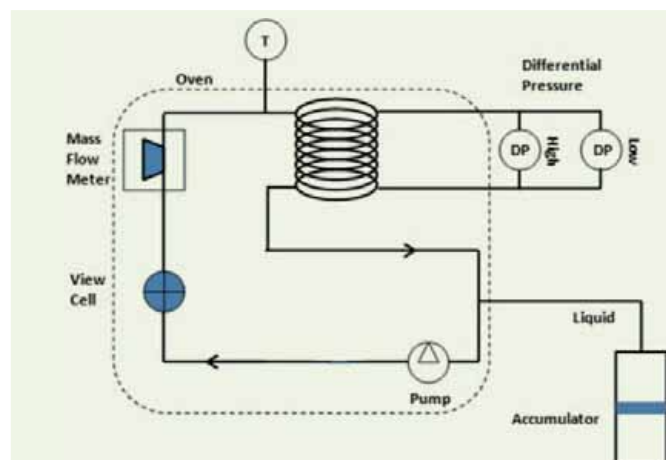 T
Oven
Differential
Pressure
Mass
Flow
Meter
DP
High
DP
Low
View
Cell
Liquid
Pump
Accumulator